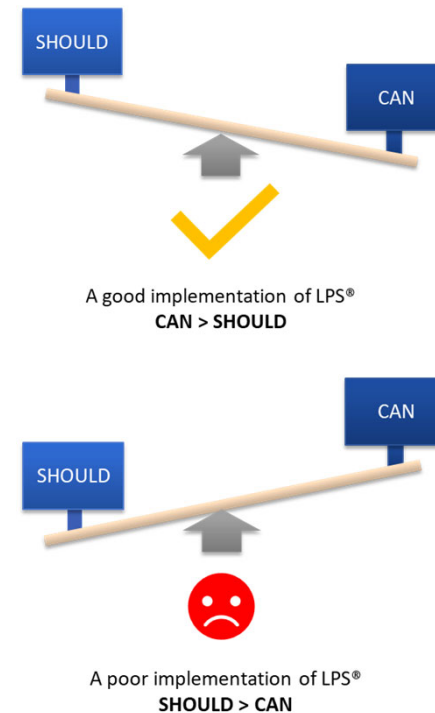 SHOULD
CAN
A good implementation of LPS®
CAN > SHOULD
CAN
SHOULD
A poor implementation of LPS®
SHOULD > CAN